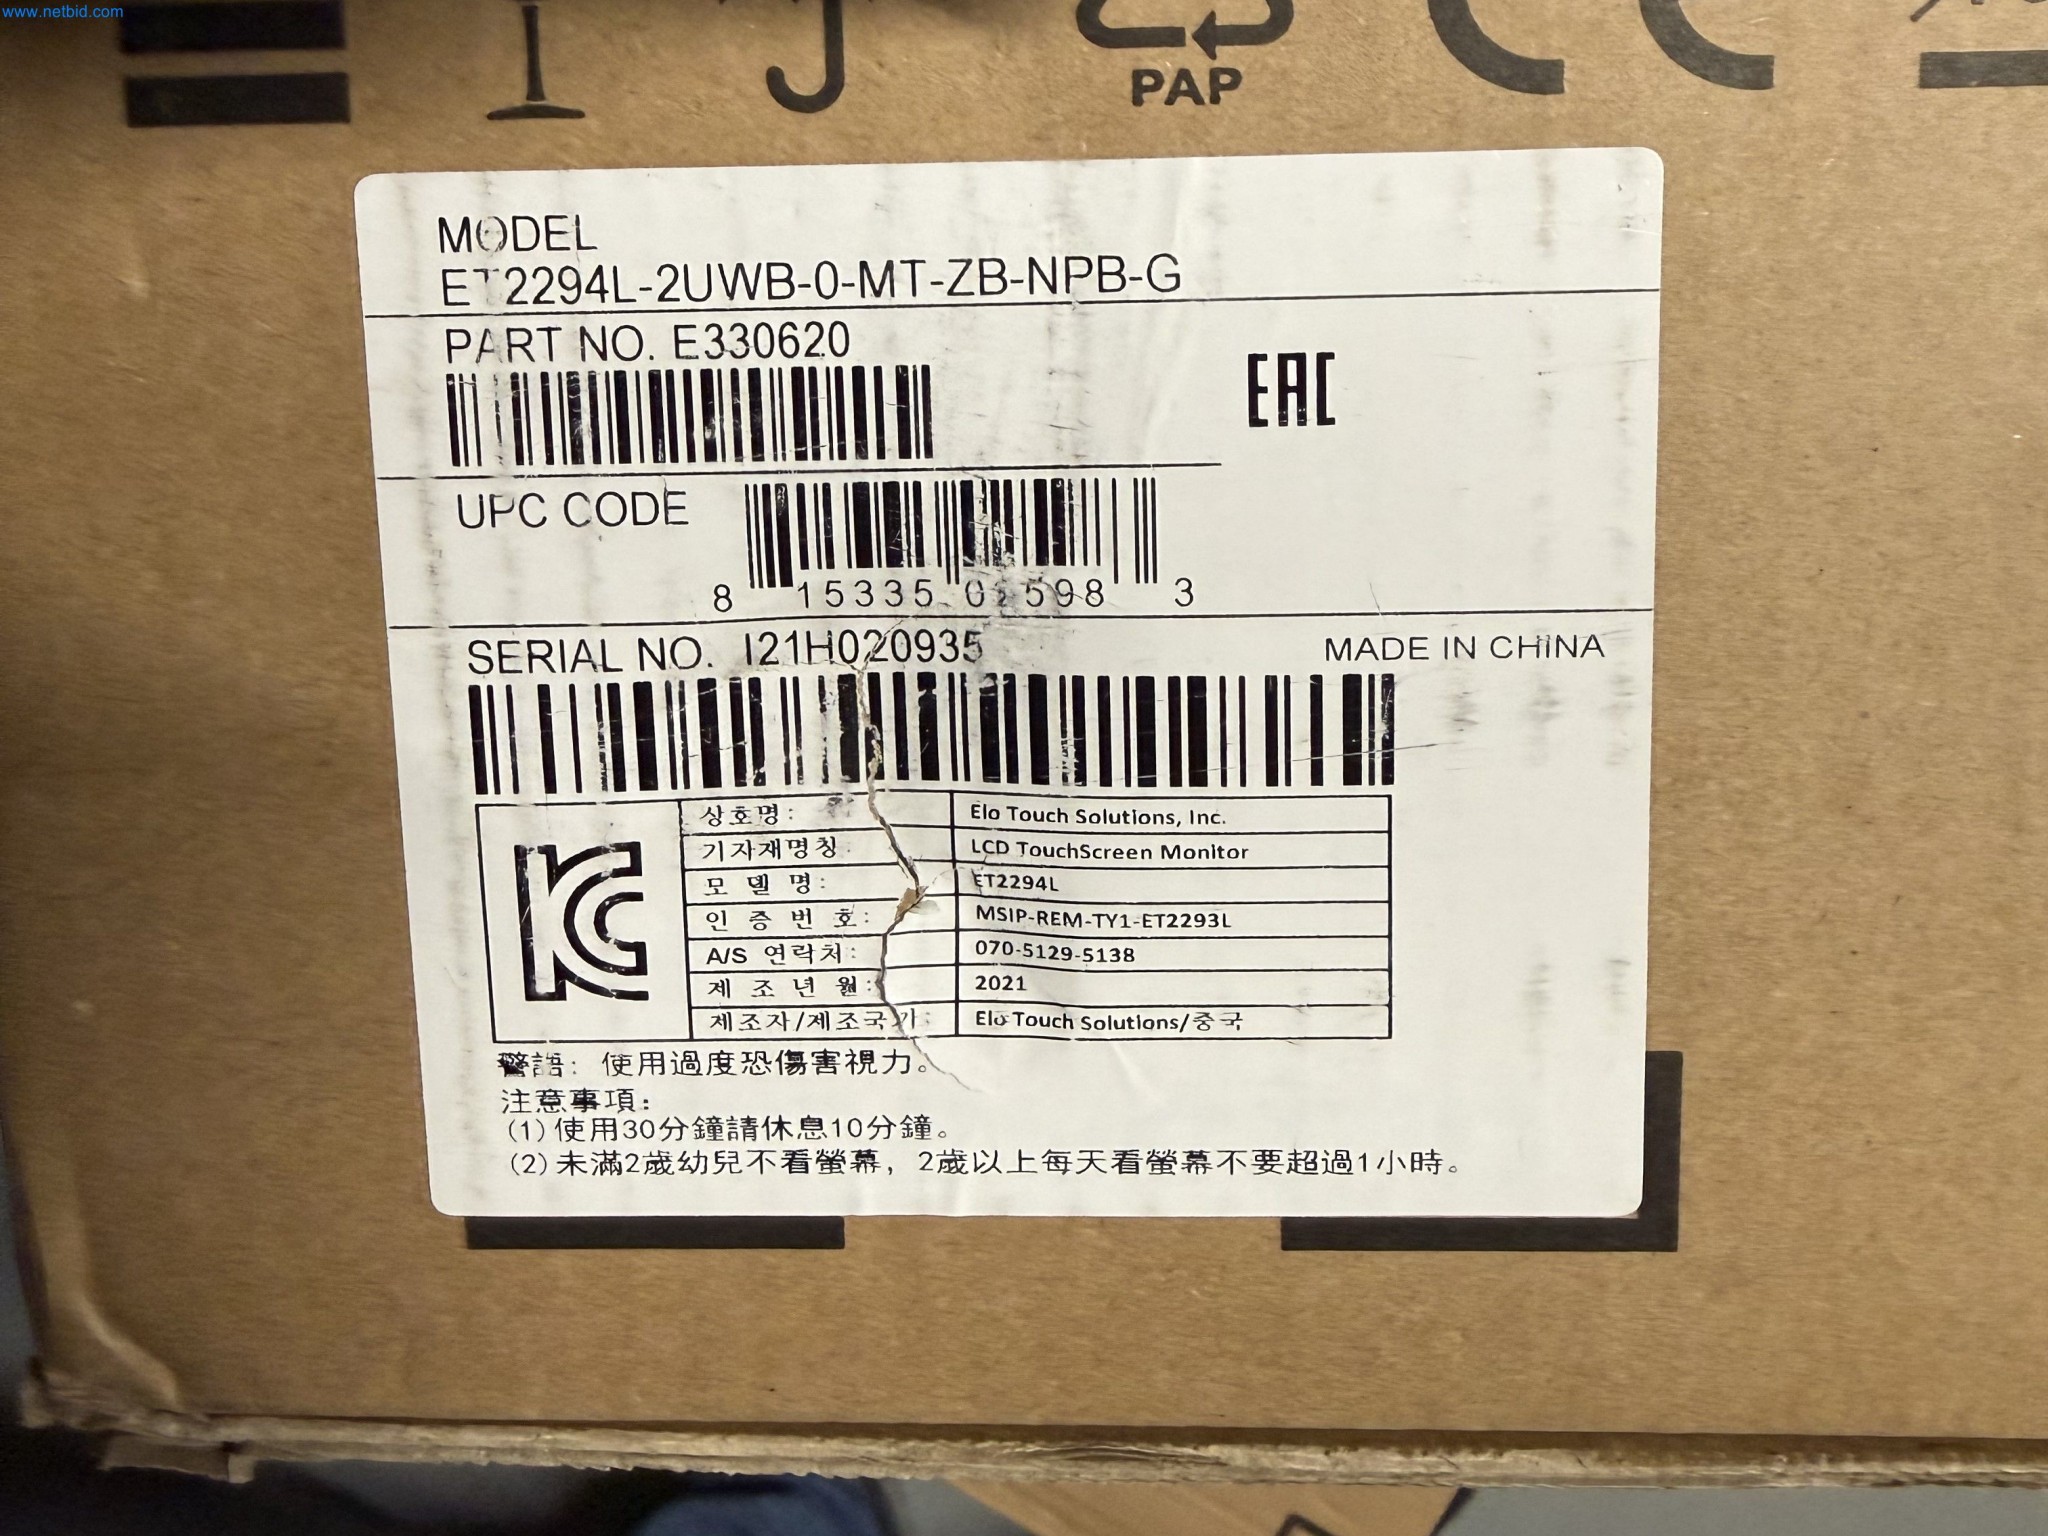 www.netbid.com
PAP
MODEL
ET2294L-2UWB-0-MT-ZB-NPB-G
PART NO. E330620
EAC
UPC CODE
8 15335 0 598 3
SERIAL NO. I21H020935
MADE IN CHINA
상호명: Elo Touch Solutions, Inc.
기자재명칭: LCD TouchScreen Monitor
모 델 명: ET2294L
인 증 번 호: MSIP-REM-TY1-ET2293L
A/S 연락처: 070-5129-5138
제 조 년 월: 2021
제조자/제조국가: Elo Touch Solutions/중국
警語: 使用過度恐傷害視力。
注意事項:
(1)使用30分鐘請休息10分鐘。
(2)未滿2歲幼兒不看螢幕, 2歲以上每天看螢幕不要超過1小時。